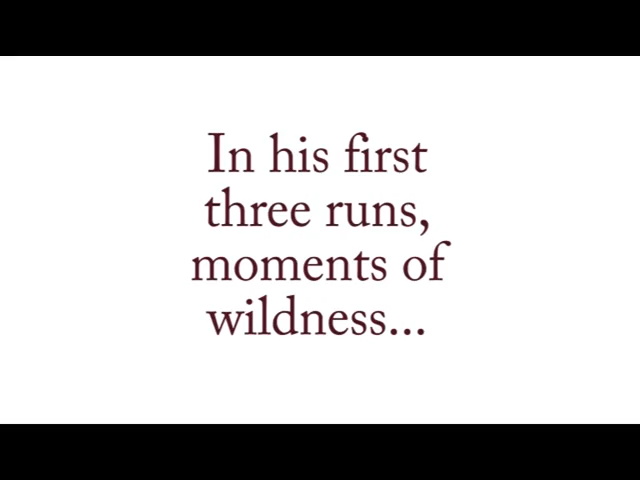 In his first
three runs,
moments of
wildness...